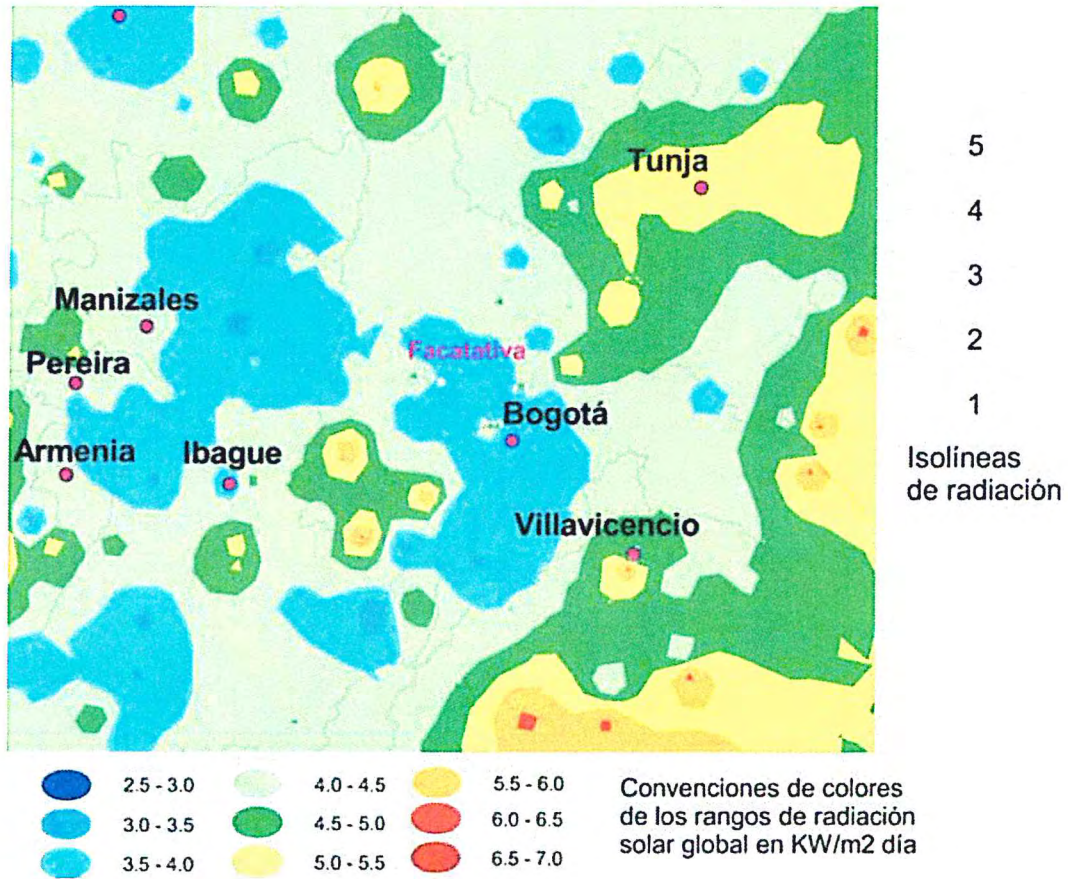 Tunja
Manizales
Facatativa
Pereira
Bogotá
Armenia
Ibague
Villavicencio
5
4
3
2
1
Isolíneas
de radiación
2.5 - 3.0
3.0 - 3.5
3.5 - 4.0
4.0 - 4.5
4.5 - 5.0
5.0 - 5.5
5.5 - 6.0
6.0 - 6.5
6.5 - 7.0
Convenciones de colores
de los rangos de radiación
solar global en KW/m2 día